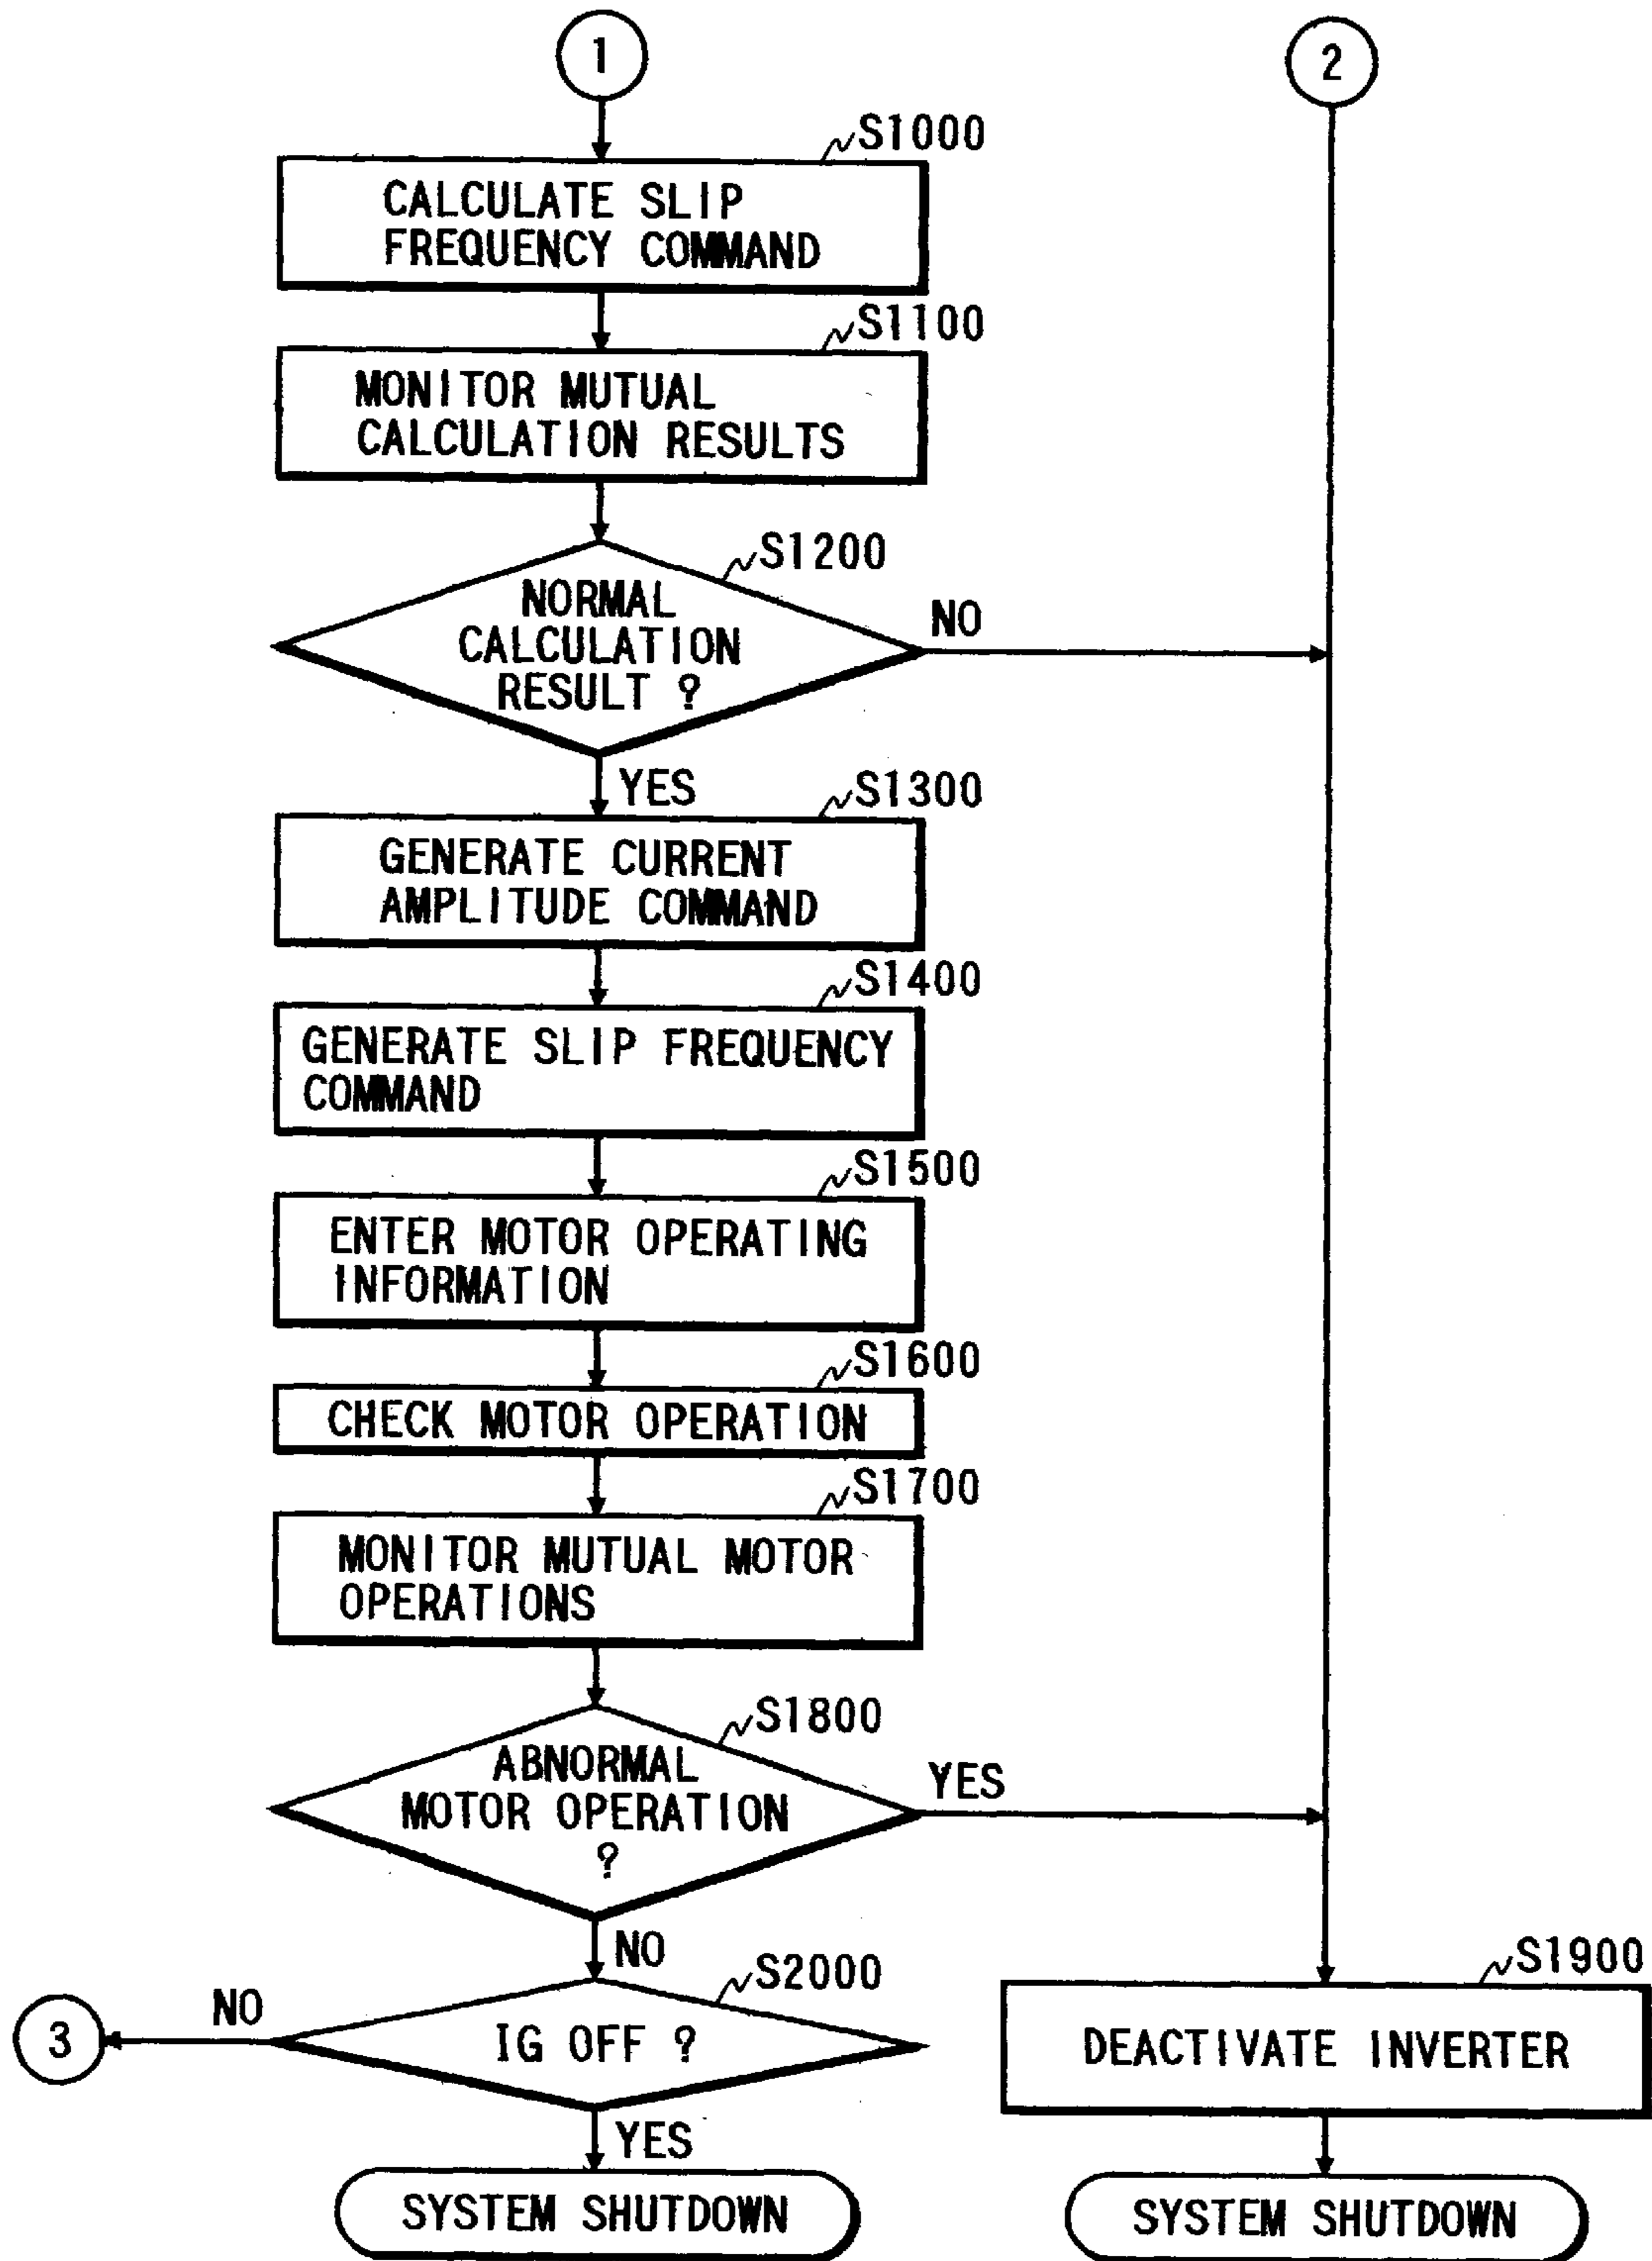 1
2
S1000
CALCULATE SLIP
FREQUENCY COMMAND
S1100
MONITOR MUTUAL
CALCULATION RESULTS
S1200
NORMAL
CALCULATION
RESULT ?
NO
YES
S1300
GENERATE CURRENT
AMPLITUDE COMMAND
S1400
GENERATE SLIP FREQUENCY
COMMAND
S1500
ENTER MOTOR OPERATING
INFORMATION
S1600
CHECK MOTOR OPERATION
S1700
MONITOR MUTUAL MOTOR
OPERATIONS
S1800
ABNORMAL
MOTOR OPERATION
?
YES
NO
S2000
IG OFF ?
NO
3
YES
SYSTEM SHUTDOWN
S1900
DEACTIVATE INVERTER
SYSTEM SHUTDOWN